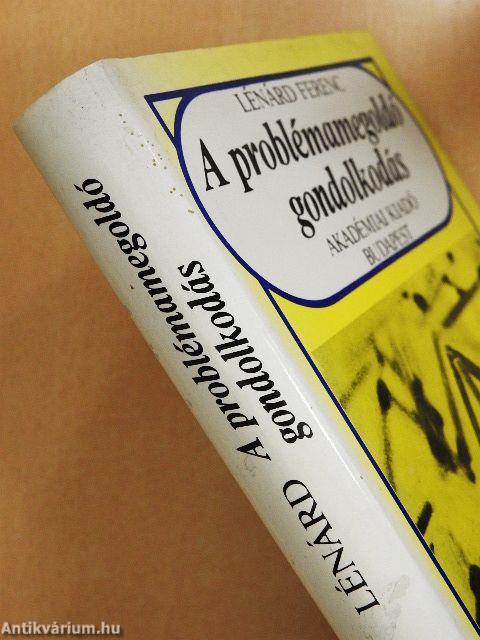 LÉNÁRD FERENC
A problémamegoldó
gondolkodás
AKADÉMIAI KIADÓ
BUDAPEST
LÉNÁRD A problémamegoldó
gondolkodás
Antikvárium.hu